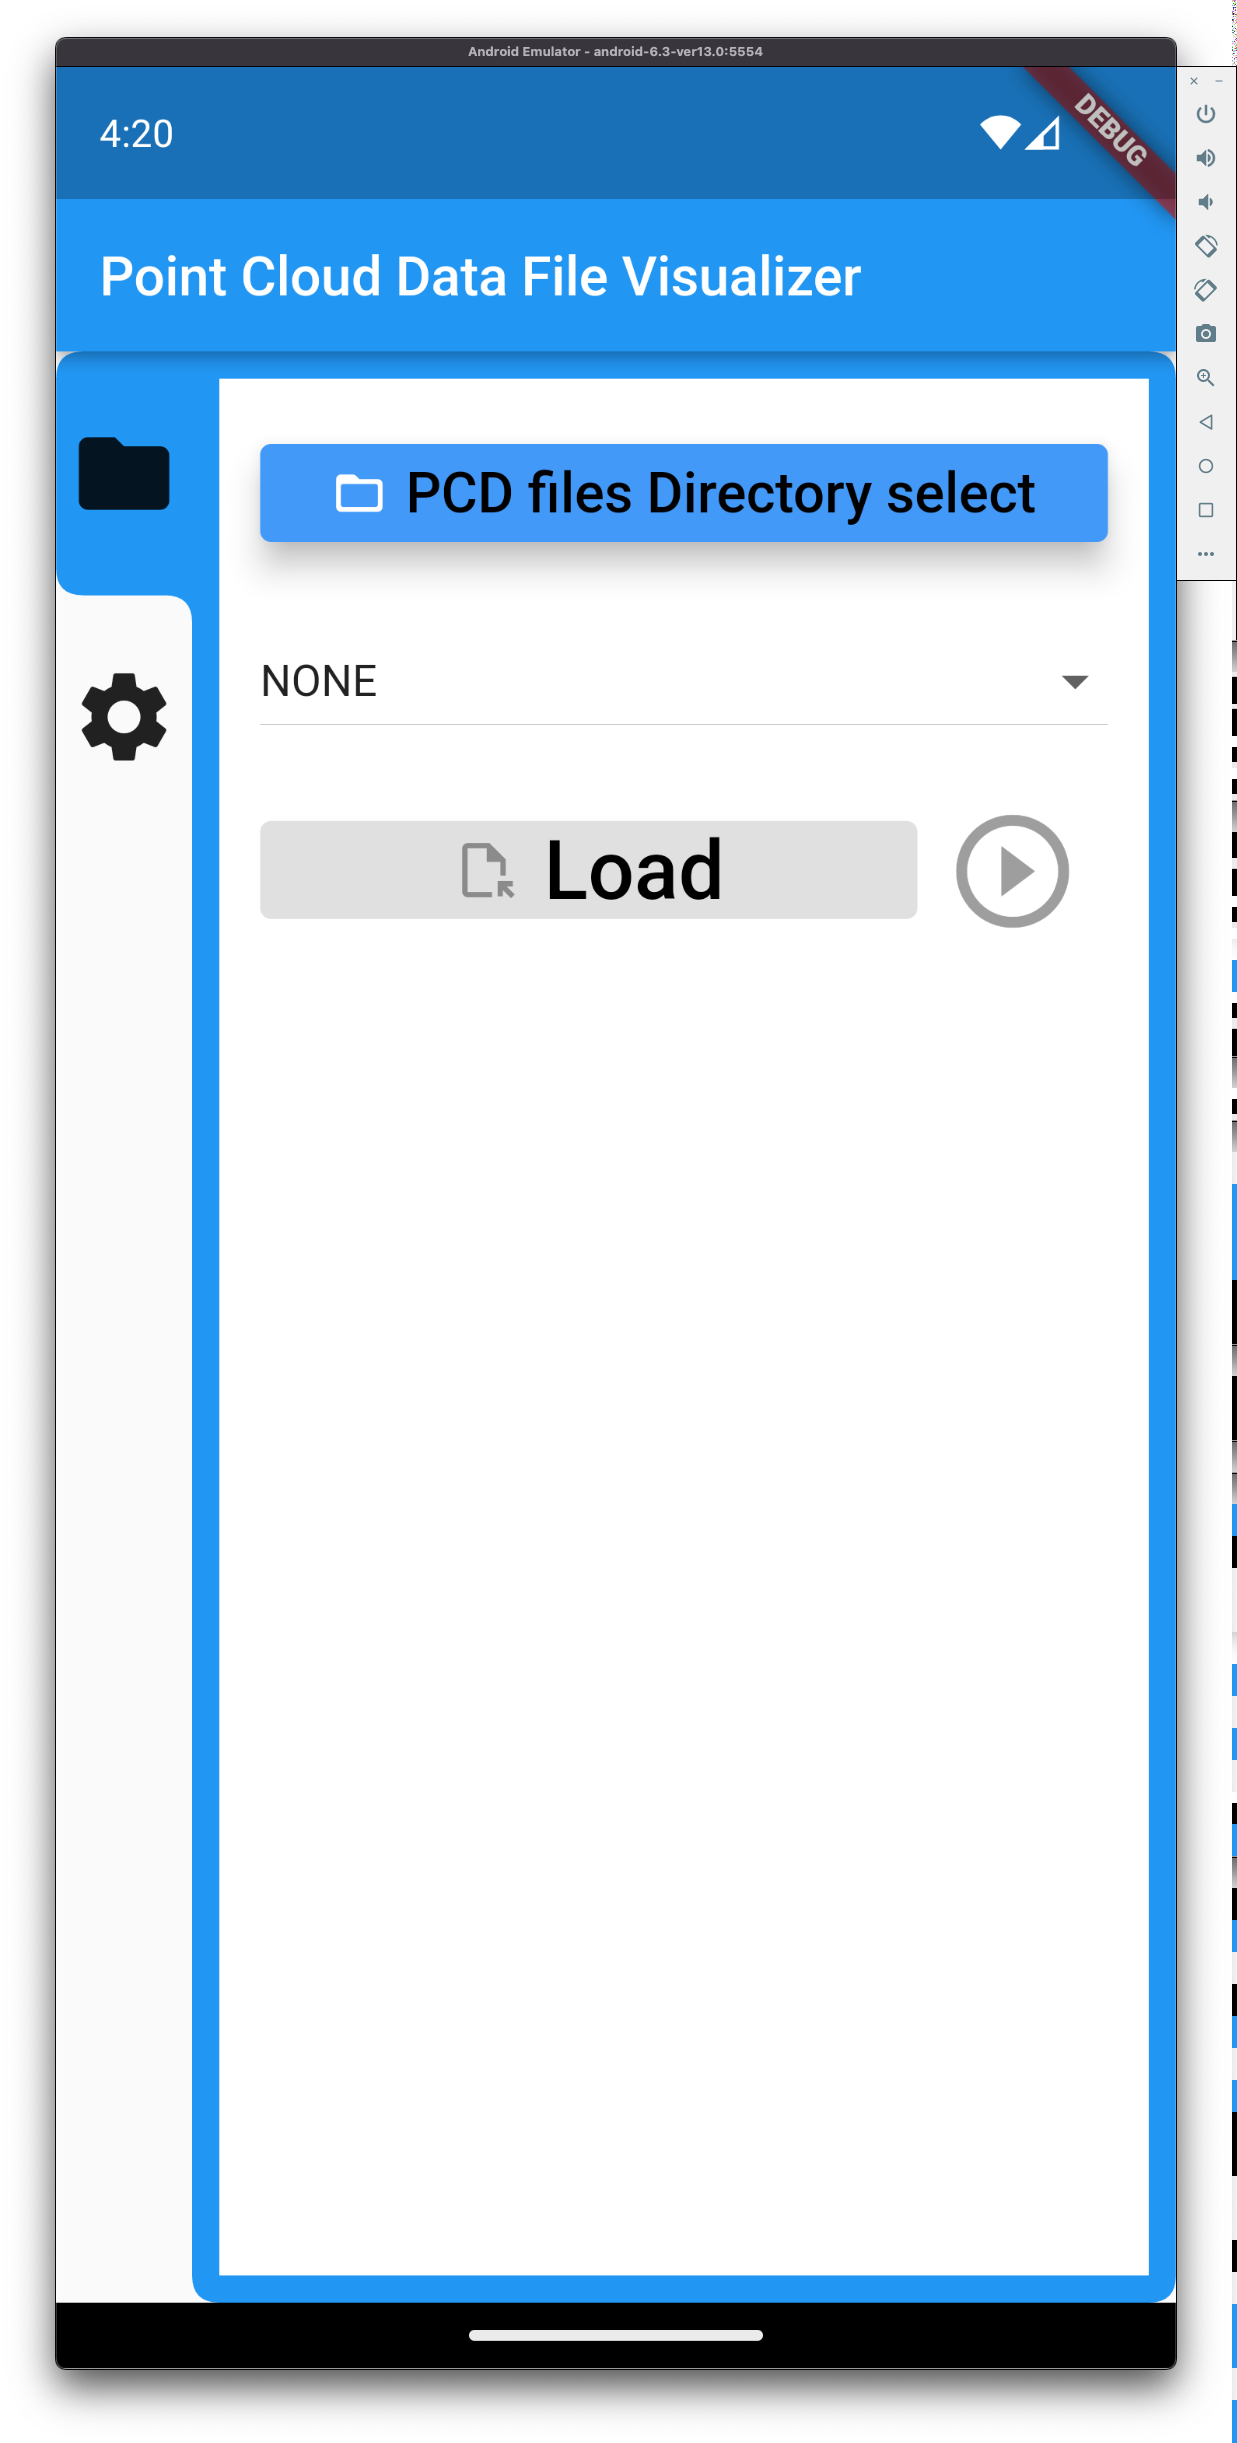 Android Emulator - android-6.3-ver13.0:5554
4:20
DEBUG
Point Cloud Data File Visualizer
PCD files Directory select
NONE
Load